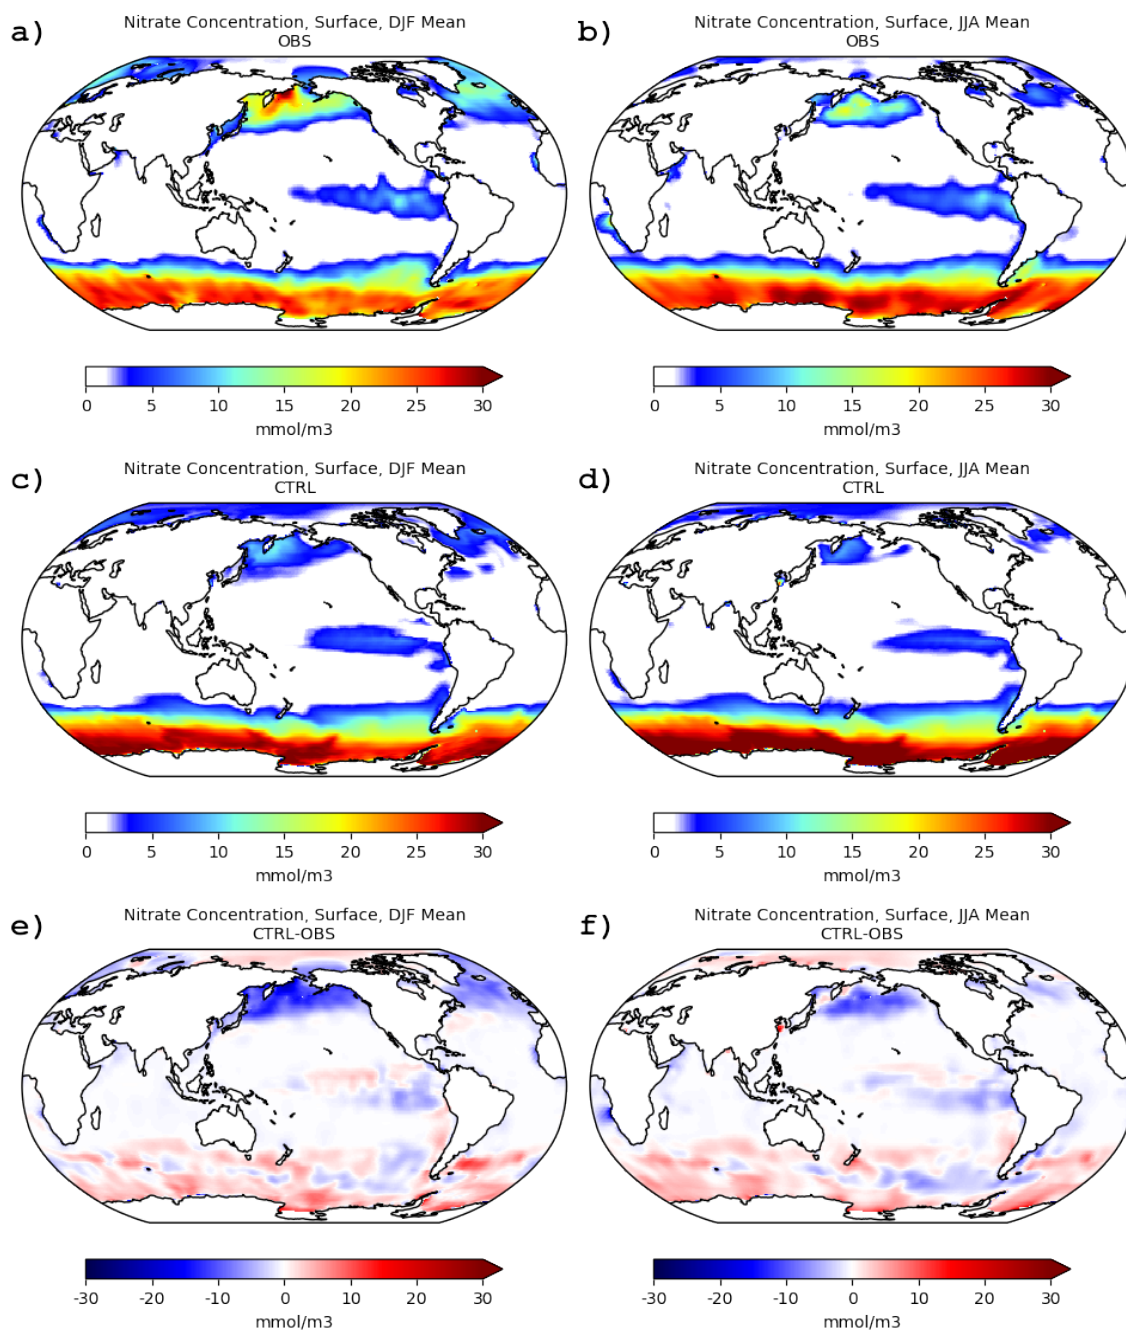 a)
Nitrate Concentration, Surface, DJF Mean
OBS
0 5 10 15 20 25 30
mmol/m3
b)
Nitrate Concentration, Surface, JJA Mean
OBS
0 5 10 15 20 25 30
mmol/m3
c)
Nitrate Concentration, Surface, DJF Mean
CTRL
0 5 10 15 20 25 30
mmol/m3
d)
Nitrate Concentration, Surface, JJA Mean
CTRL
0 5 10 15 20 25 30
mmol/m3
e)
Nitrate Concentration, Surface, DJF Mean
CTRL-OBS
-30 -20 -10 0 10 20 30
mmol/m3
f)
Nitrate Concentration, Surface, JJA Mean
CTRL-OBS
-30 -20 -10 0 10 20 30
mmol/m3